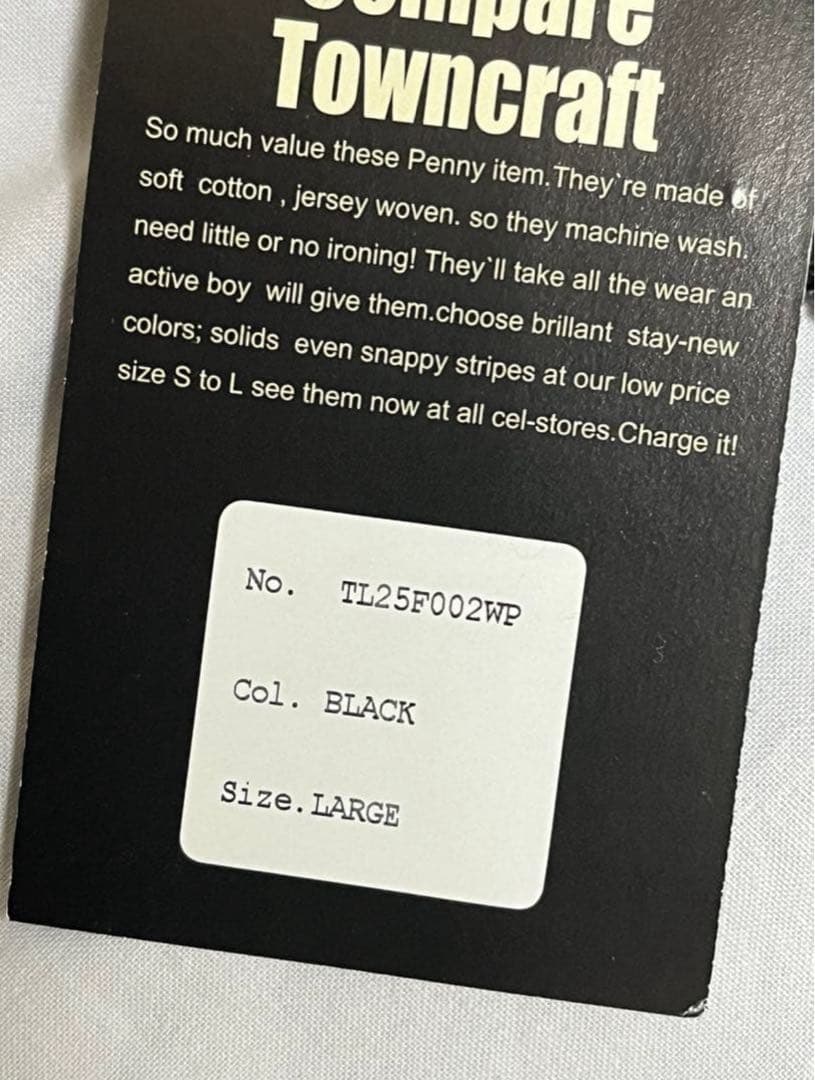 Compare
Towncraft
So much value these Penny item.They`re made of
soft cotton , jersey woven. so they machine wash.
need little or no ironing! They`ll take all the wear an
active boy will give them.choose brillant stay-new
colors; solids even snappy stripes at our low price
size S to L see them now at all cel-stores.Charge it!
No. TL25F002WP
Col. BLACK
Size.LARGE